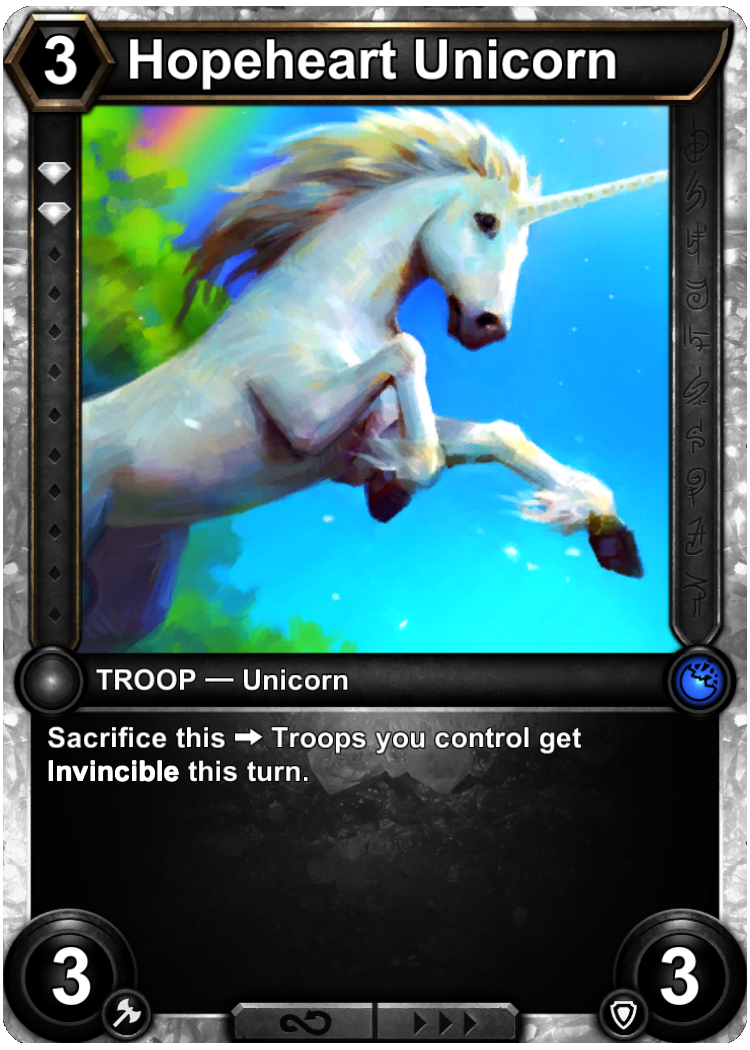 3 Hopeheart Unicorn
TROOP — Unicorn
Sacrifice this ➡ Troops you control get
Invincible this turn.
3 3